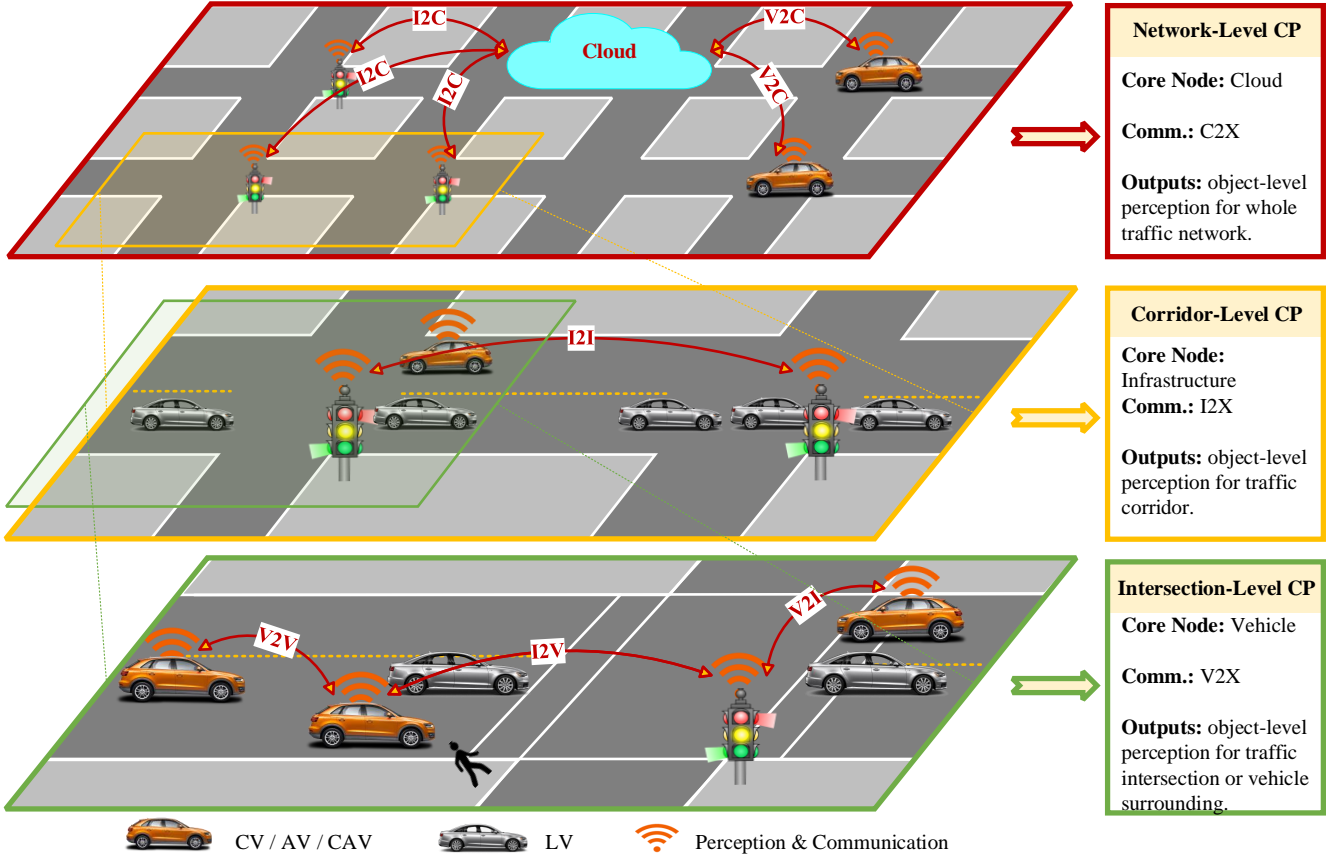 I2C
V2C
Cloud
I2C
I2C
V2C
Network-Level CP
Core Node: Cloud
Comm.: C2X
Outputs: object-level
perception for whole
traffic network.
I2I
Corridor-Level CP
Core Node:
Infrastructure
Comm.: I2X
Outputs: object-level
perception for traffic
corridor.
V2I
V2V
I2V
Intersection-Level CP
Core Node: Vehicle
Comm.: V2X
Outputs: object-level
perception for traffic
intersection or vehicle
surrounding.
CV / AV / CAV
LV
Perception & Communication